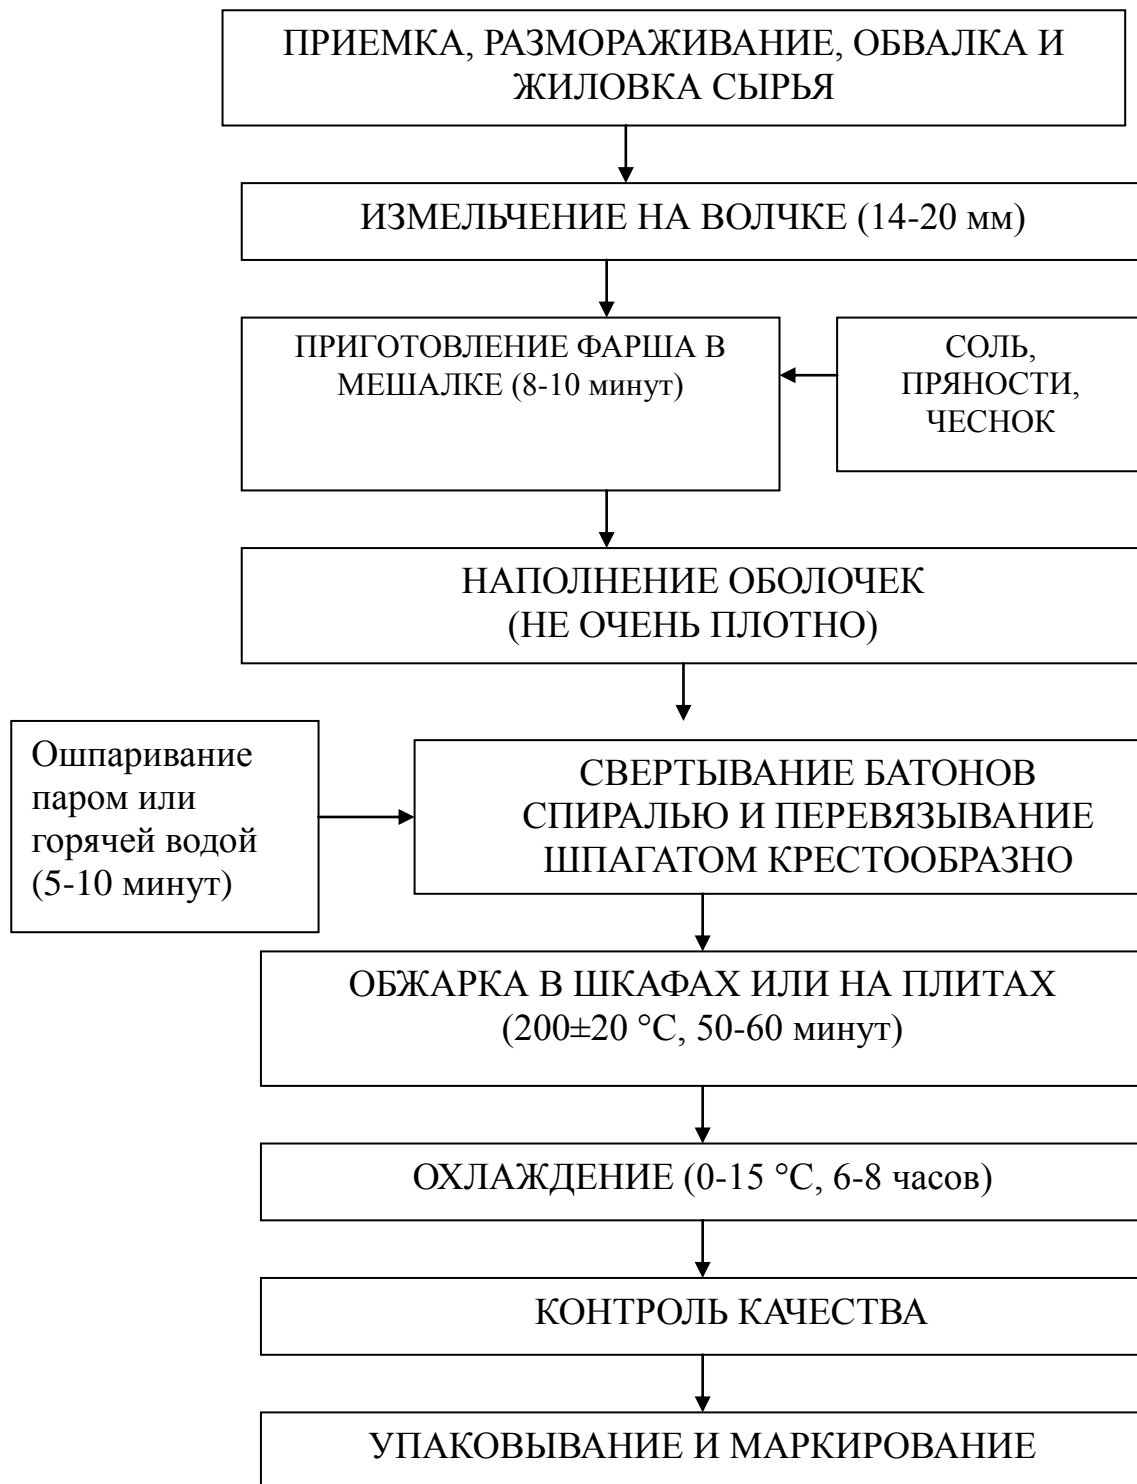 ПРИЕМКА, РАЗМОРАЖИВАНИЕ, ОБВАЛКА И
ЖИЛОВКА СЫРЬЯ
ИЗМЕЛЬЧЕНИЕ НА ВОЛЧКЕ (14-20 мм)
ПРИГОТОВЛЕНИЕ ФАРША В
МЕШАЛКЕ (8-10 минут)
СОЛЬ,
ПРЯНОСТИ,
ЧЕСНОК
НАПОЛНЕНИЕ ОБОЛОЧЕК
(НЕ ОЧЕНЬ ПЛОТНО)
Ошпаривание
паром или
горячей водой
(5-10 минут)
СВЕРТЫВАНИЕ БАТОНОВ
СПИРАЛЬЮ И ПЕРЕВЯЗЫВАНИЕ
ШПАГАТОМ КРЕСТООБРАЗНО
ОБЖАРКА В ШКАФАХ ИЛИ НА ПЛИТАХ
(200±20 °С, 50-60 минут)
ОХЛАЖДЕНИЕ (0-15 °С, 6-8 часов)
КОНТРОЛЬ КАЧЕСТВА
УПАКОВЫВАНИЕ И МАРКИРОВАНИЕ